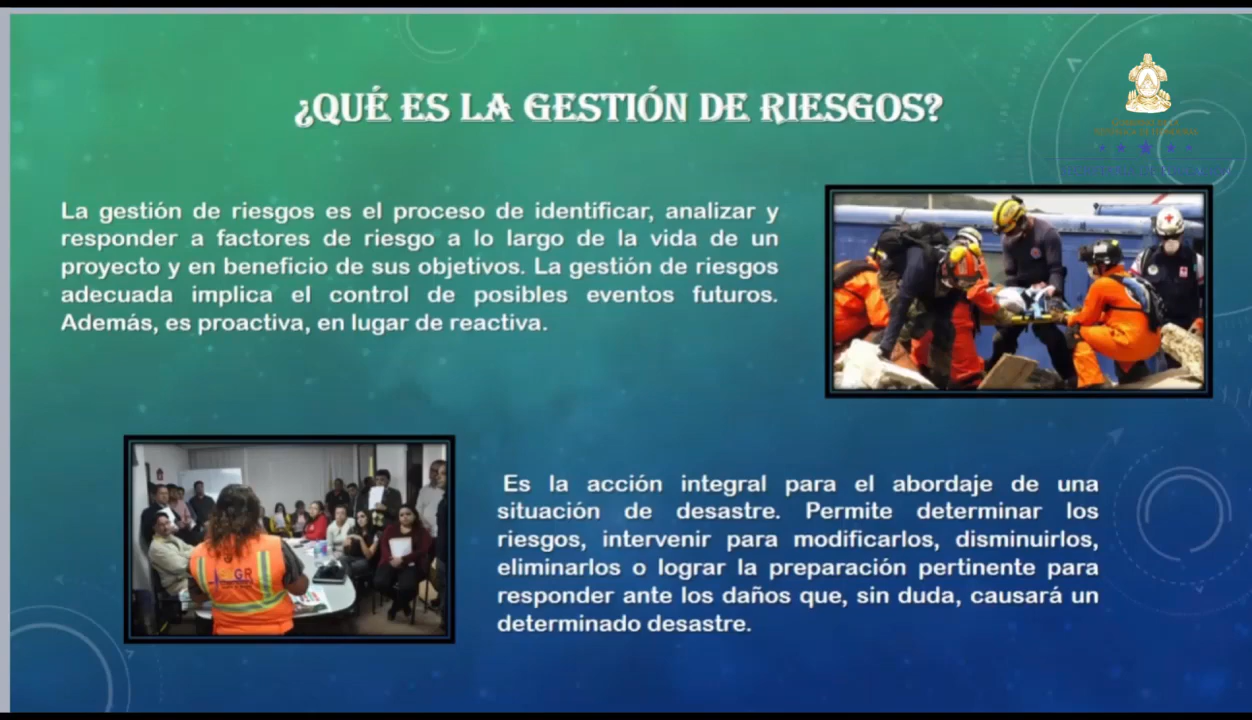 ¿QUÉ ES LA GESTIÓN DE RIESGOS?
La gestión de riesgos es el proceso de identificar, analizar y
responder a factores de riesgo a lo largo de la vida de un
proyecto y en beneficio de sus objetivos. La gestión de riesgos
adecuada implica el control de posibles eventos futuros.
Además, es proactiva, en lugar de reactiva.
GR
Es la acción integral para el abordaje de una
situación de desastre. Permite determinar los
riesgos, intervenir para modificarlos, disminuirlos,
eliminarlos o lograr la preparación pertinente para
responder ante los daños que, sin duda, causará un
determinado desastre.